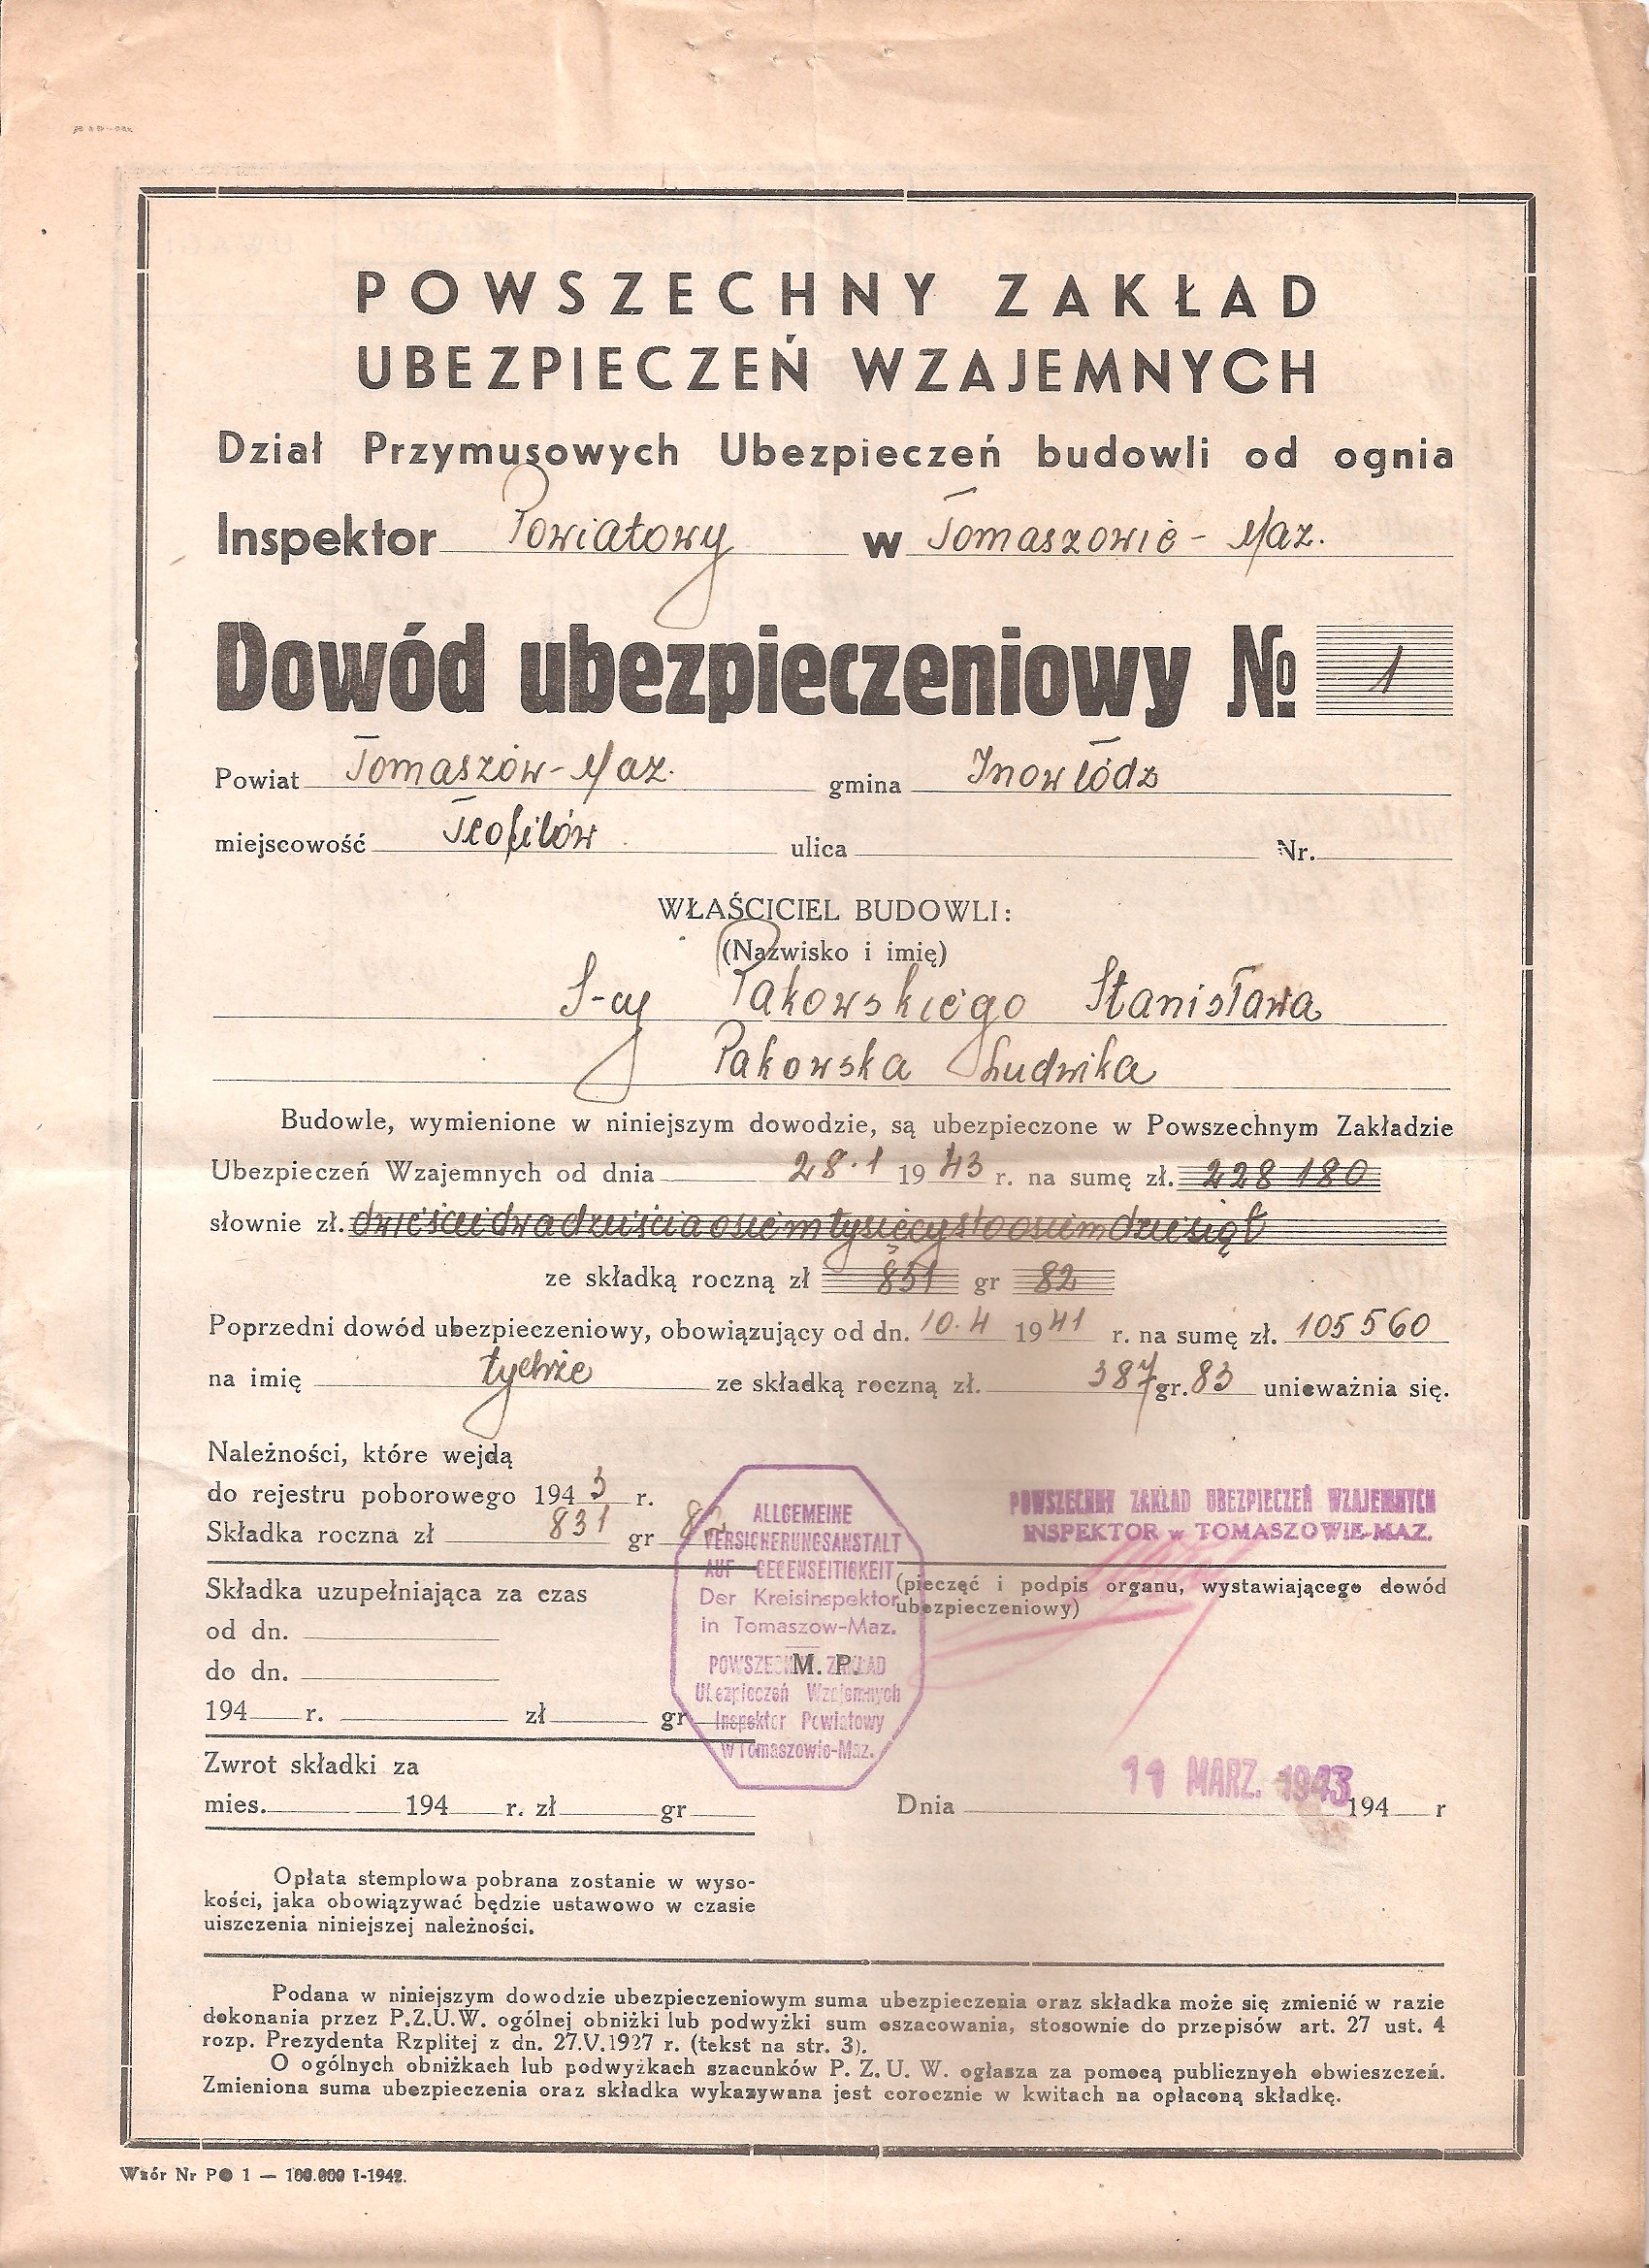 POWSZECHNY ZAKŁAD
UBEZPIECZEŃ WZAJEMNYCH
Dział Przymusowych Ubezpieczeń budowli od ognia
Inspektor Powiatowy w Tomaszowie - Maz.
Dowód ubezpieczeniowy № 1
Powiat Tomaszów - Maz. gmina Inowłódz
miejscowość Teofilów ulica Nr.
WŁAŚCICIEL BUDOWLI:
(Nazwisko i imię)
S-cy Pakowskiego Stanisława
Pakowska Ludwika
Budowle, wymienione w niniejszym dowodzie, są ubezpieczone w Powszechnym Zakładzie
Ubezpieczeń Wzajemnych od dnia 28.1 1943 r. na sumę zł. 228 180
słownie zł. dwieście dwadzieścia osiem tysięcy sto osiemdziesiąt
ze składką roczną zł 831 gr 82
Poprzedni dowód ubezpieczeniowy, obowiązujący od dn. 10.4 1941 r. na sumę zł. 105 560
na imię tychże ze składką roczną zł. 387 gr. 83 unieważnia się.
Należności, które wejdą
do rejestru poborowego 1943 r.
Składka roczna zł 831 gr 82
Składka uzupełniająca za czas
od dn.
do dn.
194 r. zł gr
Zwrot składki za
mies. 194 r. zł gr
ALLGEMEINE
VERSICHERUNGSANSTALT
AUF GEGENSEITIGKEIT
Der Kreisinspektor
in Tomaszow-Maz.
M. P.
POWSZECHNY ZAKŁAD
Ubezpieczeń Wzajemnych
Inspektor Powiatowy
w Tomaszowie-Maz.
POWSZECHNY ZAKŁAD UBEZPIECZEŃ WZAJEMNYCH
INSPEKTOR w TOMASZOWIE-MAZ.
(pieczęć i podpis organu, wystawiającego dowód
ubezpieczeniowy)
11 MARZ. 1943
Dnia 194 r
Opłata stemplowa pobrana zostanie w wyso-
kości, jaka obowiązywać będzie ustawowo w czasie
uiszczenia niniejszej należności.
Podana w niniejszym dowodzie ubezpieczeniowym suma ubezpieczenia oraz składka może się zmienić w razie
dokonania przez P.Z.U.W. ogólnej obniżki lub podwyżki sum oszacowania, stosownie do przepisów art. 27 ust. 4
rozp. Prezydenta Rzplitej z dn. 27.V.1927 r. (tekst na str. 3).
O ogólnych obniżkach lub podwyżkach szacunków P. Z. U. W. ogłasza za pomocą publicznych obwieszczeń.
Zmieniona suma ubezpieczenia oraz składka wykazywana jest corocznie w kwitach na opłaconą składkę.
Wzór Nr PO 1 — 100.000 I-1942.